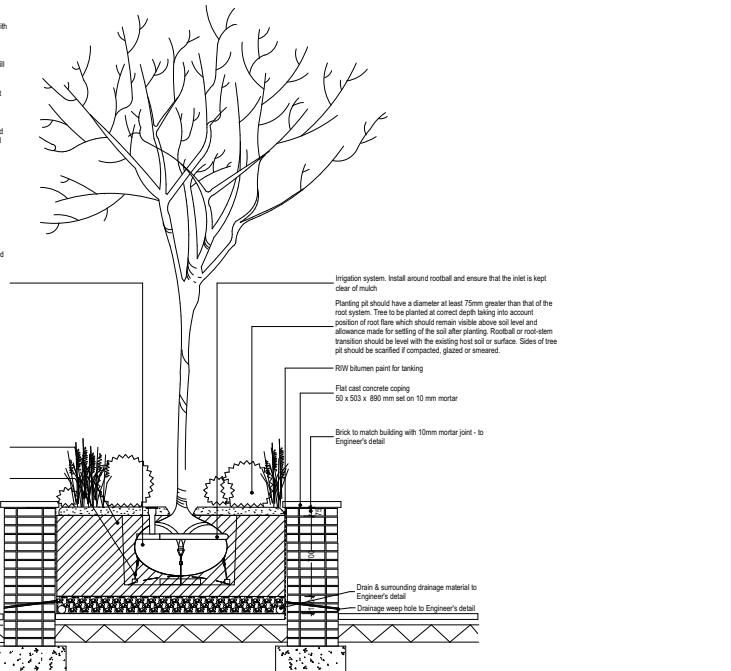 ith
ill
t
d
l
d
Irrigation system. Install around rootball and ensure that the inlet is kept
clear of mulch
Planting pit should have a diameter at least 75mm greater than that of the
root system. Tree to be planted at correct depth taking into account
position of root flare which should remain visible above soil level and
allowance made for settling of the soil after planting. Rootball or root-stem
transition should be level with the existing host soil or surface. Sides of tree
pit should be scarified if compacted, glazed or smeared.
RIW bitumen paint for tanking
Flat cast concrete coping
50 x 503 x 890 mm set on 10 mm mortar
Brick to match building with 10mm mortar joint - to
Engineer's detail
75
Drain & surrounding drainage material to
Engineer's detail
Drainage weep hole to Engineer's detail